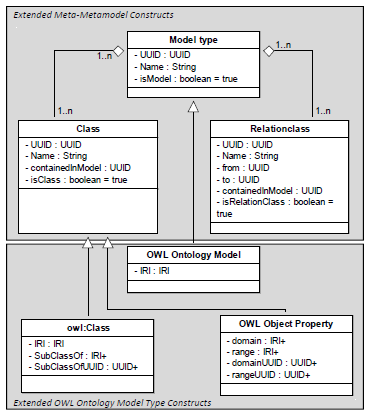 Extended Meta-Metamodel Constructs
Model type
- UUID : UUID
- Name : String
- isModel : boolean = true
1..n
1..n
1..n
1..n
Class
- UUID : UUID
- Name : String
- containedInModel : UUID
- isClass : boolean = true
Relationclass
- UUID : UUID
- Name : String
- from : UUID
- to : UUID
- containedInModel : UUID
- isRelationClass : boolean =
true
OWL Ontology Model
- IRI : IRI
owl:Class
- IRI : IRI
- SubClassOf : IRI+
- SubClassOfUUID : UUID+
OWL Object Property
- domain : IRI+
- range : IRI+
- domainUUID : UUID+
- rangeUUID : UUID+
Extended OWL Ontology Model Type Constructs